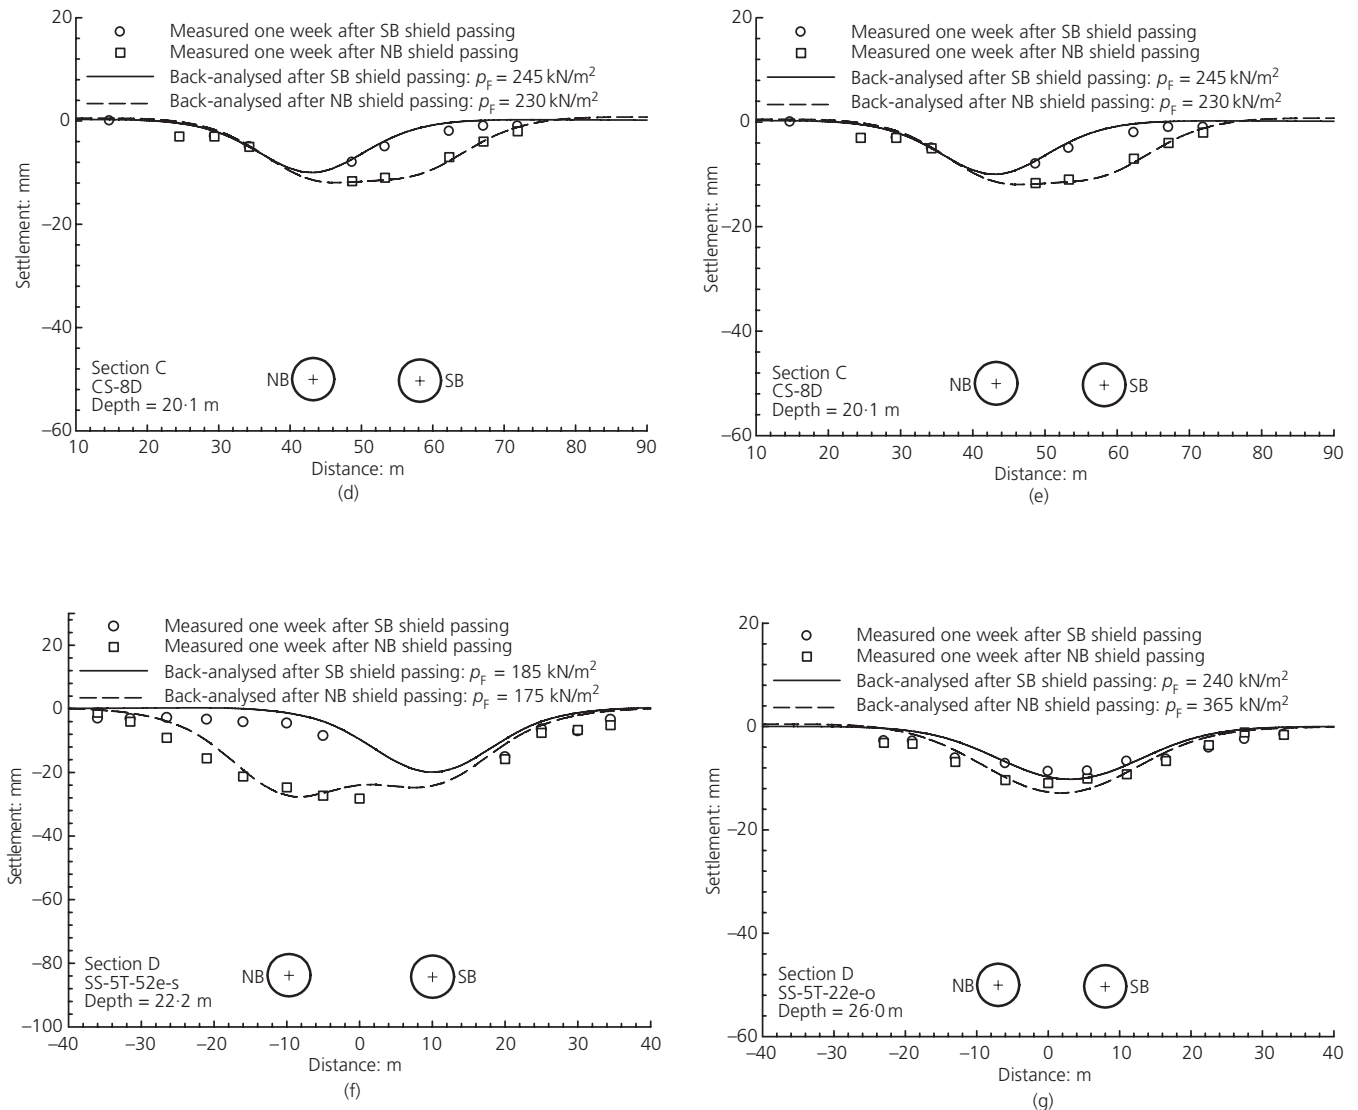 20
Measured one week after SB shield passing
Measured one week after NB shield passing
Back-analysed after SB shield passing: pF = 245 kN/m2
Back-analysed after NB shield passing: pF = 230 kN/m2
0
–20
–40
–60
Settlement: mm
NB
SB
Section C
CS-8D
Depth = 20·1 m
10 20 30 40 50 60 70 80 90
Distance: m
(d)
20
Measured one week after SB shield passing
Measured one week after NB shield passing
Back-analysed after SB shield passing: pF = 245 kN/m2
Back-analysed after NB shield passing: pF = 230 kN/m2
0
–20
–40
–60
Settlement: mm
NB
SB
Section C
CS-8D
Depth = 20·1 m
10 20 30 40 50 60 70 80 90
Distance: m
(e)
Measured one week after SB shield passing
20
Measured one week after NB shield passing
Back-analysed after SB shield passing: pF = 185 kN/m2
Back-analysed after NB shield passing: pF = 175 kN/m2
0
–20
–40
–60
–80
–100
Settlement: mm
NB
SB
Section D
SS-5T-52e-s
Depth = 22·2 m
–40 –30 –20 –10 0 10 20 30 40
Distance: m
(f)
20
Measured one week after SB shield passing
Measured one week after NB shield passing
Back-analysed after SB shield passing: pF = 240 kN/m2
Back-analysed after NB shield passing: pF = 365 kN/m2
0
–20
–40
–60
Settlement: mm
NB
SB
Section D
SS-5T-22e-o
Depth = 26·0 m
–40 –30 –20 –10 0 10 20 30 40
Distance: m
(g)